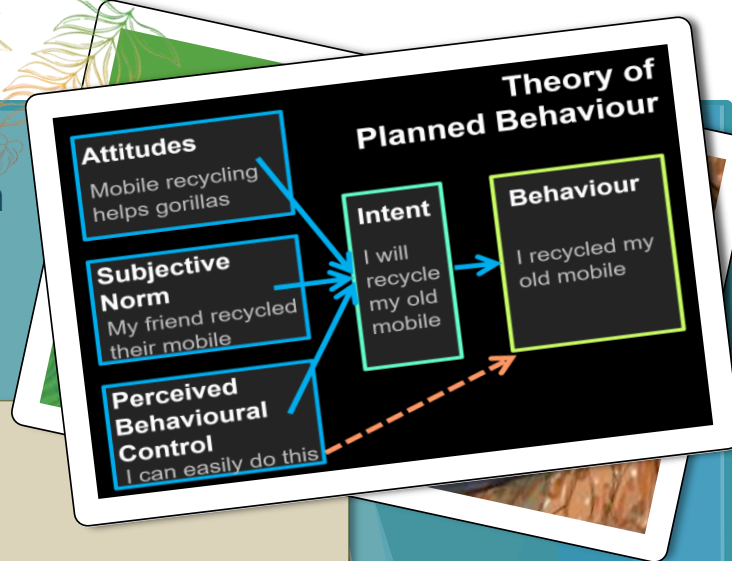 Theory of
Planned Behaviour
Attitudes
Mobile recycling
helps gorillas
Subjective
Norm
My friend recycled
their mobile
Perceived
Behavioural
Control
I can easily do this
Intent
I will
recycle
my old
mobile
Behaviour
I recycled my
old mobile